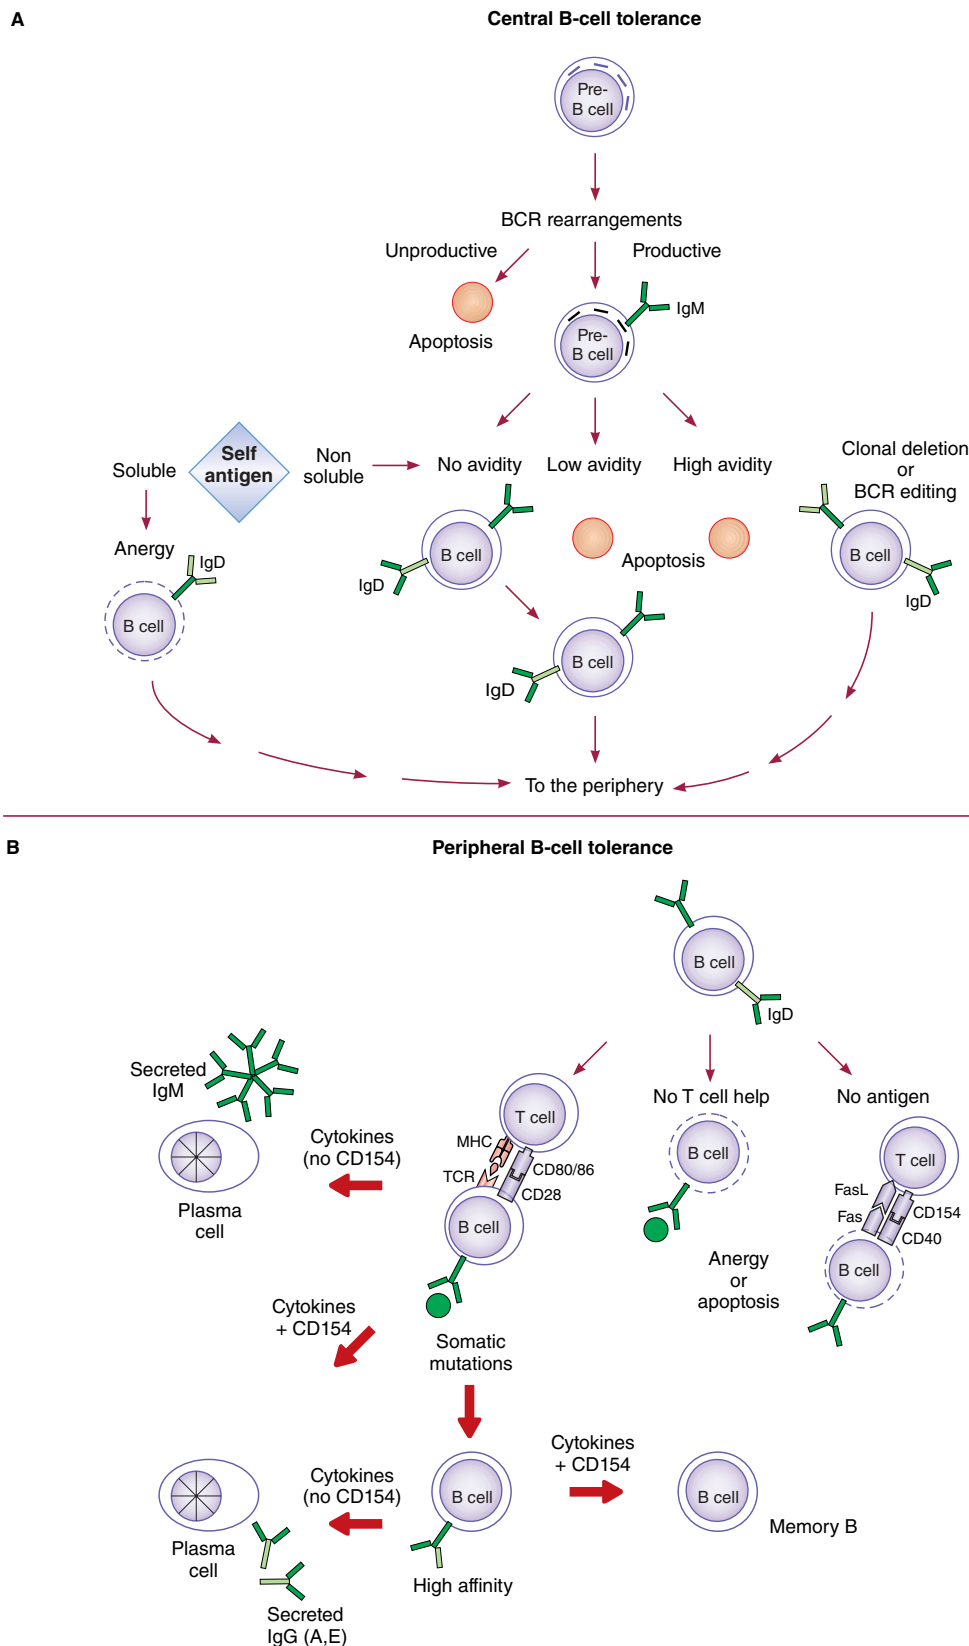 A
Central B-cell tolerance
Pre-
B cell
BCR rearrangements
Unproductive
Productive
IgM
Apoptosis
Pre-
B cell
Soluble
Self
antigen
Non
soluble
No avidity
Low avidity
High avidity
Clonal deletion
or
BCR editing
Anergy
IgD
B cell
B cell
IgD
Apoptosis
B cell
IgD
B cell
IgD
To the periphery
B
Peripheral B-cell tolerance
B cell
IgD
Secreted
IgM
Plasma
cell
Cytokines
(no CD154)
T cell
MHC
CD80/86
TCR
CD28
B cell
No T cell help
B cell
No antigen
T cell
FasL
CD154
Fas
CD40
B cell
Anergy
or
apoptosis
Cytokines
+ CD154
Somatic
mutations
Cytokines
(no CD154)
B cell
High affinity
Cytokines
+ CD154
B cell
Memory B
Plasma
cell
Secreted
IgG (A,E)